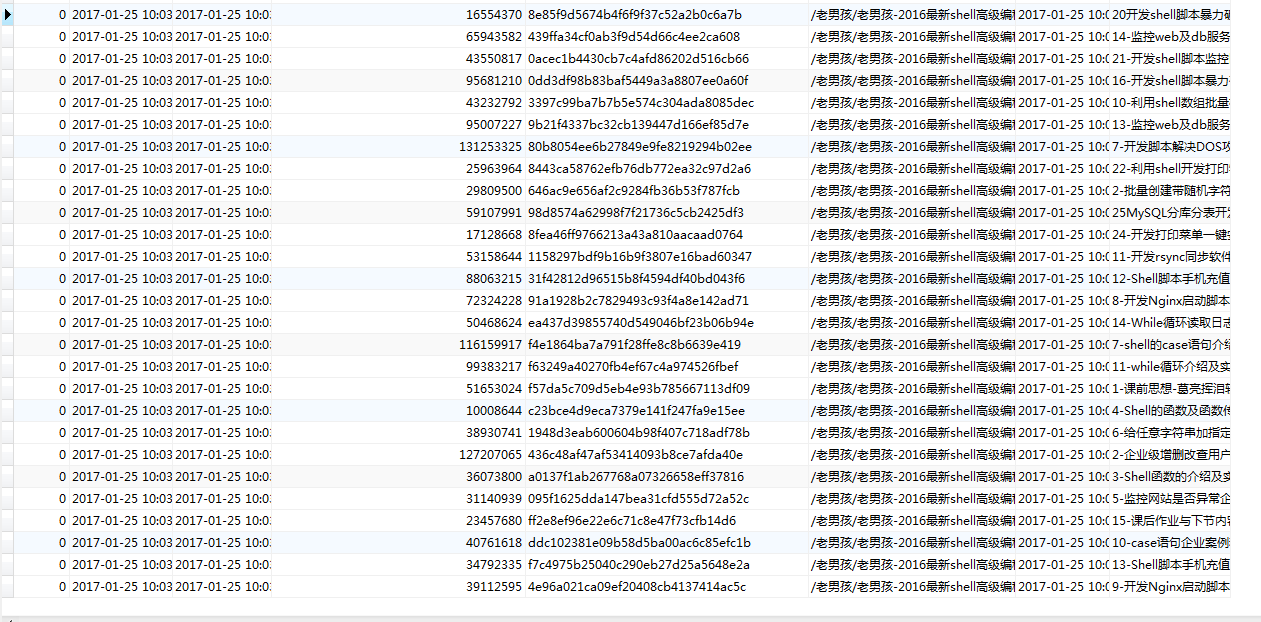 0 2017-01-25 10:03 2017-01-25 10:03 16554370 8e85f9d5674b4f6f9f37c52a2b0c6a7b /老男孩/老男孩-2016最新shell高级编 2017-01-25 10:0 20开发shell脚本暴力破
0 2017-01-25 10:03 2017-01-25 10:03 65943582 439ffa34cf0ab3f9d54d66c4ee2ca608 /老男孩/老男孩-2016最新shell高级编 2017-01-25 10:0 14-监控web及db服务
0 2017-01-25 10:03 2017-01-25 10:03 43550817 0acec1b4430cb7c4afd86202d516cb66 /老男孩/老男孩-2016最新shell高级编 2017-01-25 10:0 21-开发shell脚本监控
0 2017-01-25 10:03 2017-01-25 10:03 95681210 0dd3df98b83baf5449a3a8807ee0a60f /老男孩/老男孩-2016最新shell高级编 2017-01-25 10:0 16-开发shell脚本暴力
0 2017-01-25 10:03 2017-01-25 10:03 43232792 3397c99ba7b7b5e574c304ada8085dec /老男孩/老男孩-2016最新shell高级编 2017-01-25 10:0 10-利用shell数组批量
0 2017-01-25 10:03 2017-01-25 10:03 95007227 9b21f4337bc32cb139447d166ef85d7e /老男孩/老男孩-2016最新shell高级编 2017-01-25 10:0 13-监控web及db服务
0 2017-01-25 10:03 2017-01-25 10:03 131253325 80b8054ee6b27849e9fe8219294b02ee /老男孩/老男孩-2016最新shell高级编 2017-01-25 10:0 7-开发脚本解决DOS攻
0 2017-01-25 10:03 2017-01-25 10:03 25963964 8443ca58762efb76db772ea32c97d2a6 /老男孩/老男孩-2016最新shell高级编 2017-01-25 10:0 22-利用shell开发打印
0 2017-01-25 10:03 2017-01-25 10:03 29809500 646ac9e656af2c9284fb36b53f787fcb /老男孩/老男孩-2016最新shell高级编 2017-01-25 10:0 2-批量创建带随机字符
0 2017-01-25 10:03 2017-01-25 10:03 59107991 98d8574a62998f7f21736c5cb2425df3 /老男孩/老男孩-2016最新shell高级编 2017-01-25 10:0 25MySQL分库分表开发
0 2017-01-25 10:03 2017-01-25 10:03 17128668 8fea46ff9766213a43a810aacaad0764 /老男孩/老男孩-2016最新shell高级编 2017-01-25 10:0 24-开发打印菜单一键
0 2017-01-25 10:03 2017-01-25 10:03 53158644 1158297bdf9b16b9f3807e16bad60347 /老男孩/老男孩-2016最新shell高级编 2017-01-25 10:0 11-开发rsync同步软件
0 2017-01-25 10:03 2017-01-25 10:03 88063215 31f42812d96515b8f4594df40bd043f6 /老男孩/老男孩-2016最新shell高级编 2017-01-25 10:0 12-Shell脚本手机充值
0 2017-01-25 10:03 2017-01-25 10:03 72324228 91a1928b2c7829493c93f4a8e142ad71 /老男孩/老男孩-2016最新shell高级编 2017-01-25 10:0 8-开发Nginx启动脚本
0 2017-01-25 10:03 2017-01-25 10:03 50468624 ea437d39855740d549046bf23b06b94e /老男孩/老男孩-2016最新shell高级编 2017-01-25 10:0 14-While循环读取日志
0 2017-01-25 10:03 2017-01-25 10:03 116159917 f4e1864ba7a791f28ffe8c8b6639e419 /老男孩/老男孩-2016最新shell高级编 2017-01-25 10:0 7-shell的case语句介绍
0 2017-01-25 10:03 2017-01-25 10:03 99383217 f63249a40270fb4ef67c4a974526fbef /老男孩/老男孩-2016最新shell高级编 2017-01-25 10:0 11-while循环介绍及实
0 2017-01-25 10:03 2017-01-25 10:03 51653024 f57da5c709d5eb4e93b785667113df09 /老男孩/老男孩-2016最新shell高级编 2017-01-25 10:0 1-课前思想-葛亮挥泪斩
0 2017-01-25 10:03 2017-01-25 10:03 10008644 c23bce4d9eca7379e141f247fa9e15ee /老男孩/老男孩-2016最新shell高级编 2017-01-25 10:0 4-Shell的函数及函数传
0 2017-01-25 10:03 2017-01-25 10:03 38930741 1948d3eab600604b98f407c718adf78b /老男孩/老男孩-2016最新shell高级编 2017-01-25 10:0 6-给任意字符串加指定
0 2017-01-25 10:03 2017-01-25 10:03 127207065 436c48af47af53414093b8ce7afda40e /老男孩/老男孩-2016最新shell高级编 2017-01-25 10:0 2-企业级增删改查用户
0 2017-01-25 10:03 2017-01-25 10:03 36073800 a0137f1ab267768a07326658eff37816 /老男孩/老男孩-2016最新shell高级编 2017-01-25 10:0 3-Shell函数的介绍及实
0 2017-01-25 10:03 2017-01-25 10:03 31140939 095f1625dda147bea31cfd555d72a52c /老男孩/老男孩-2016最新shell高级编 2017-01-25 10:0 5-监控网站是否异常企
0 2017-01-25 10:03 2017-01-25 10:03 23457680 ff2e8ef96e22e6c71c8e47f73cfb14d6 /老男孩/老男孩-2016最新shell高级编 2017-01-25 10:0 15-课后作业与下节内容
0 2017-01-25 10:03 2017-01-25 10:03 40761618 ddc102381e09b58d5ba00ac6c85efc1b /老男孩/老男孩-2016最新shell高级编 2017-01-25 10:0 10-case语句企业案例
0 2017-01-25 10:03 2017-01-25 10:03 34792335 f7c4975b25040c290eb27d25a5648e2a /老男孩/老男孩-2016最新shell高级编 2017-01-25 10:0 13-Shell脚本手机充值
0 2017-01-25 10:03 2017-01-25 10:03 39112595 4e96a021ca09ef20408cb4137414ac5c /老男孩/老男孩-2016最新shell高级编 2017-01-25 10:0 9-开发Nginx启动脚本